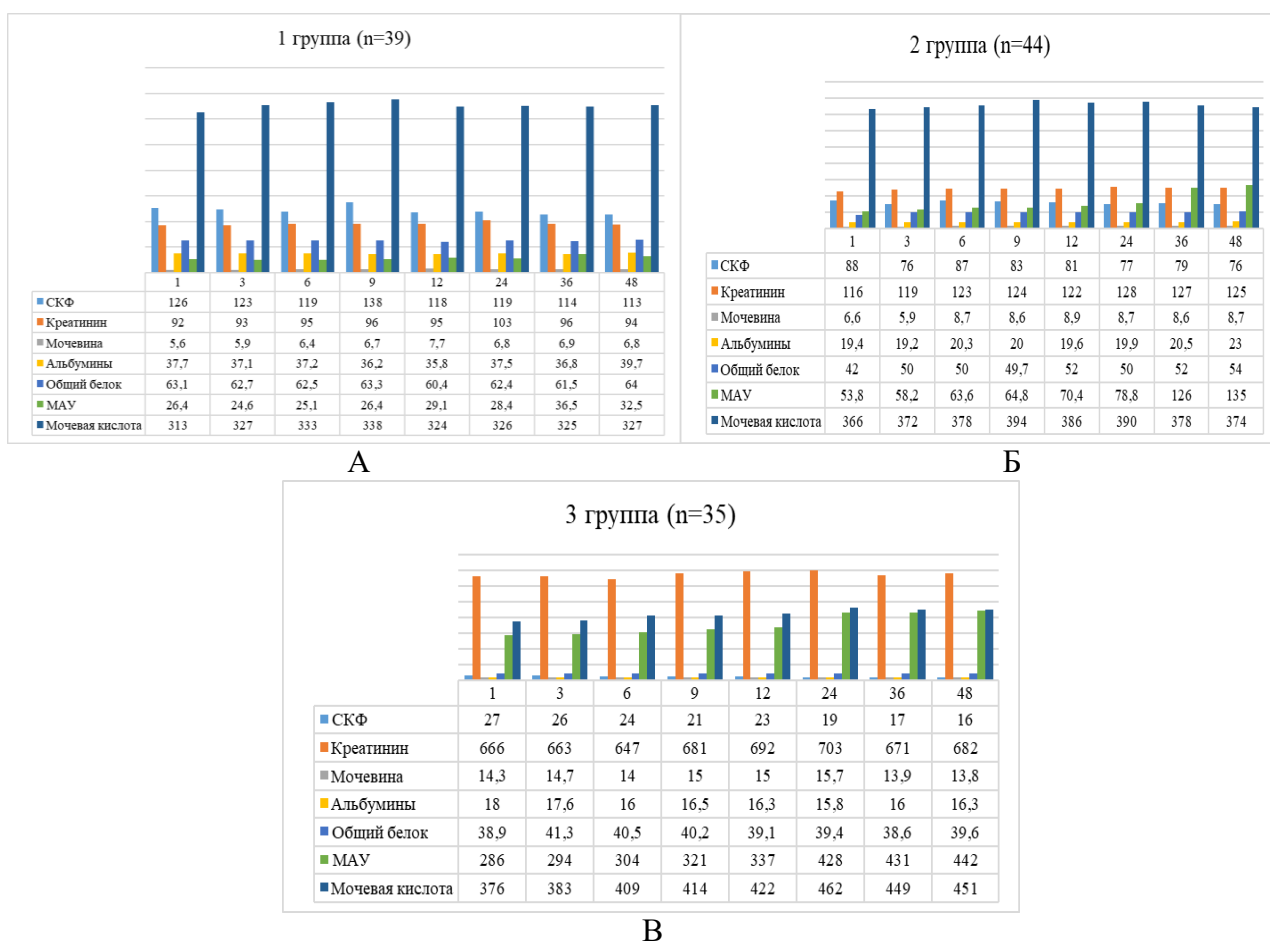 1 группа (n=39)
1 3 6 9 12 24 36 48
СКФ 126 123 119 138 118 119 114 113
Креатинин 92 93 95 96 95 103 96 94
Мочевина 5,6 5,9 6,4 6,7 7,7 6,8 6,9 6,8
Альбумины 37,7 37,1 37,2 36,2 35,8 37,5 36,8 39,7
Общий белок 63,1 62,7 62,5 63,3 60,4 62,4 61,5 64
МАУ 26,4 24,6 25,1 26,4 29,1 28,4 36,5 32,5
Мочевая кислота 313 327 333 338 324 326 325 327
А
2 группа (n=44)
1 3 6 9 12 24 36 48
СКФ 88 76 87 83 81 77 79 76
Креатинин 116 119 123 124 122 128 127 125
Мочевина 6,6 5,9 8,7 8,6 8,9 8,7 8,6 8,7
Альбумины 19,4 19,2 20,3 20 19,6 19,9 20,5 23
Общий белок 42 50 50 49,7 52 50 52 54
МАУ 53,8 58,2 63,6 64,8 70,4 78,8 126 135
Мочевая кислота 366 372 378 394 386 390 378 374
Б
3 группа (n=35)
1 3 6 9 12 24 36 48
СКФ 27 26 24 21 23 19 17 16
Креатинин 666 663 647 681 692 703 671 682
Мочевина 14,3 14,7 14 15 15 15,7 13,9 13,8
Альбумины 18 17,6 16 16,5 16,3 15,8 16 16,3
Общий белок 38,9 41,3 40,5 40,2 39,1 39,4 38,6 39,6
МАУ 286 294 304 321 337 428 431 442
Мочевая кислота 376 383 409 414 422 462 449 451
В